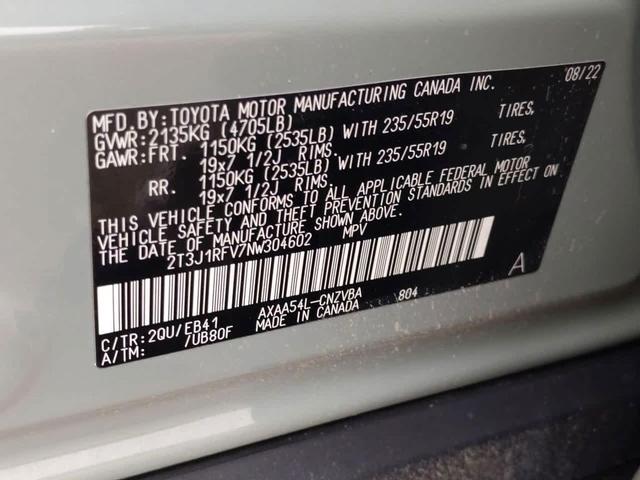 MFD.BY:TOYOTA MOTOR MANUFACTURING CANADA INC. 08/22
GVWR:2135KG (4705LB)
GAWR:FRT. 1150KG (2535LB) WITH 235/55R19 TIRES,
19x7 1/2J RIMS.
RR. 1150KG (2535LB) WITH 235/55R19 TIRES,
19x7 1/2J RIMS.
THIS VEHICLE CONFORMS TO ALL APPLICABLE FEDERAL MOTOR
VEHICLE SAFETY AND THEFT PREVENTION STANDARDS IN EFFECT ON
THE DATE OF MANUFACTURE SHOWN ABOVE.
2T3J1RFV7NW304602 MPV
A
C/TR:2QU/EB41 AXAA54L-CNZVBA 804
A/TM: /UB80F MADE IN CANADA